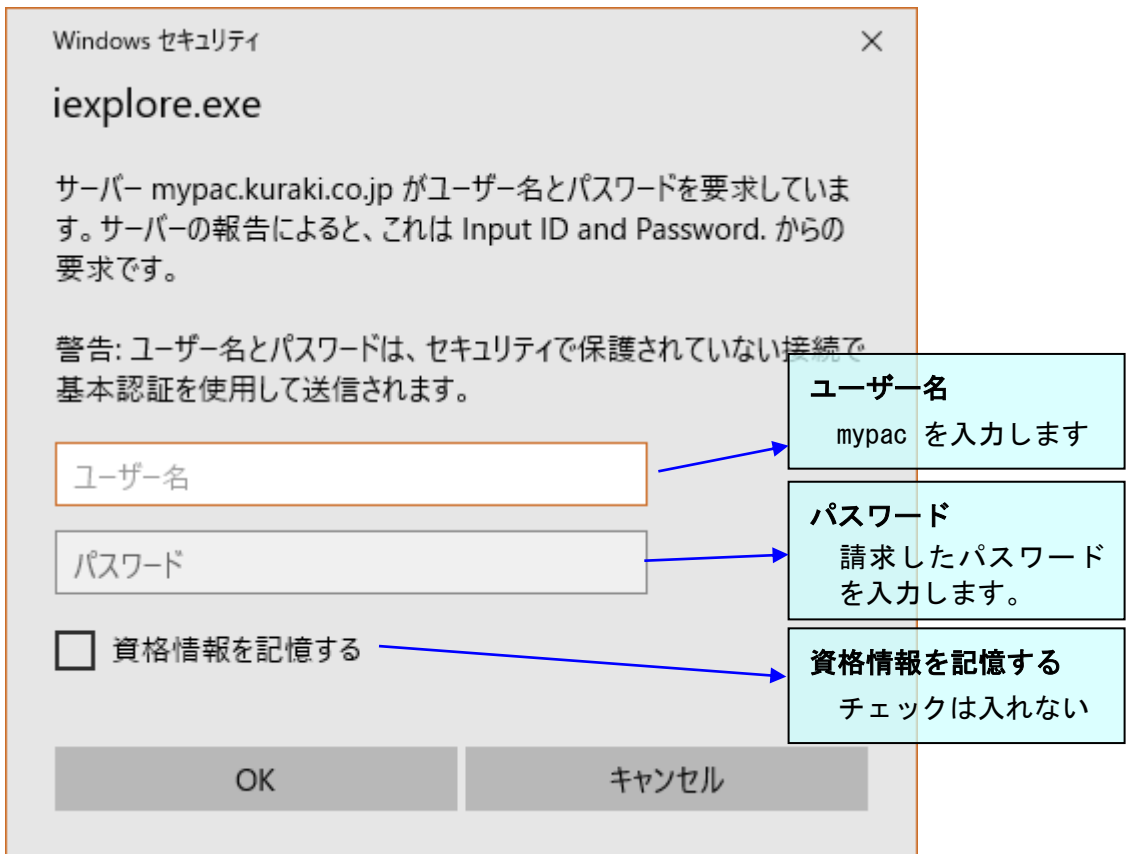 Windows セキュリティ
iexplore.exe
サーバー mypac.kuraki.co.jp がユーザー名とパスワードを要求していま
す。サーバーの報告によると、これは Input ID and Password. からの
要求です。
警告: ユーザー名とパスワードは、セキュリティで保護されていない接続で
基本認証を使用して送信されます。
ユーザー名
mypac を入力します
ユーザー名
パスワード
請求したパスワード
を入力します。
パスワード
資格情報を記憶する
資格情報を記憶する
チェックは入れない
OK
キャンセル